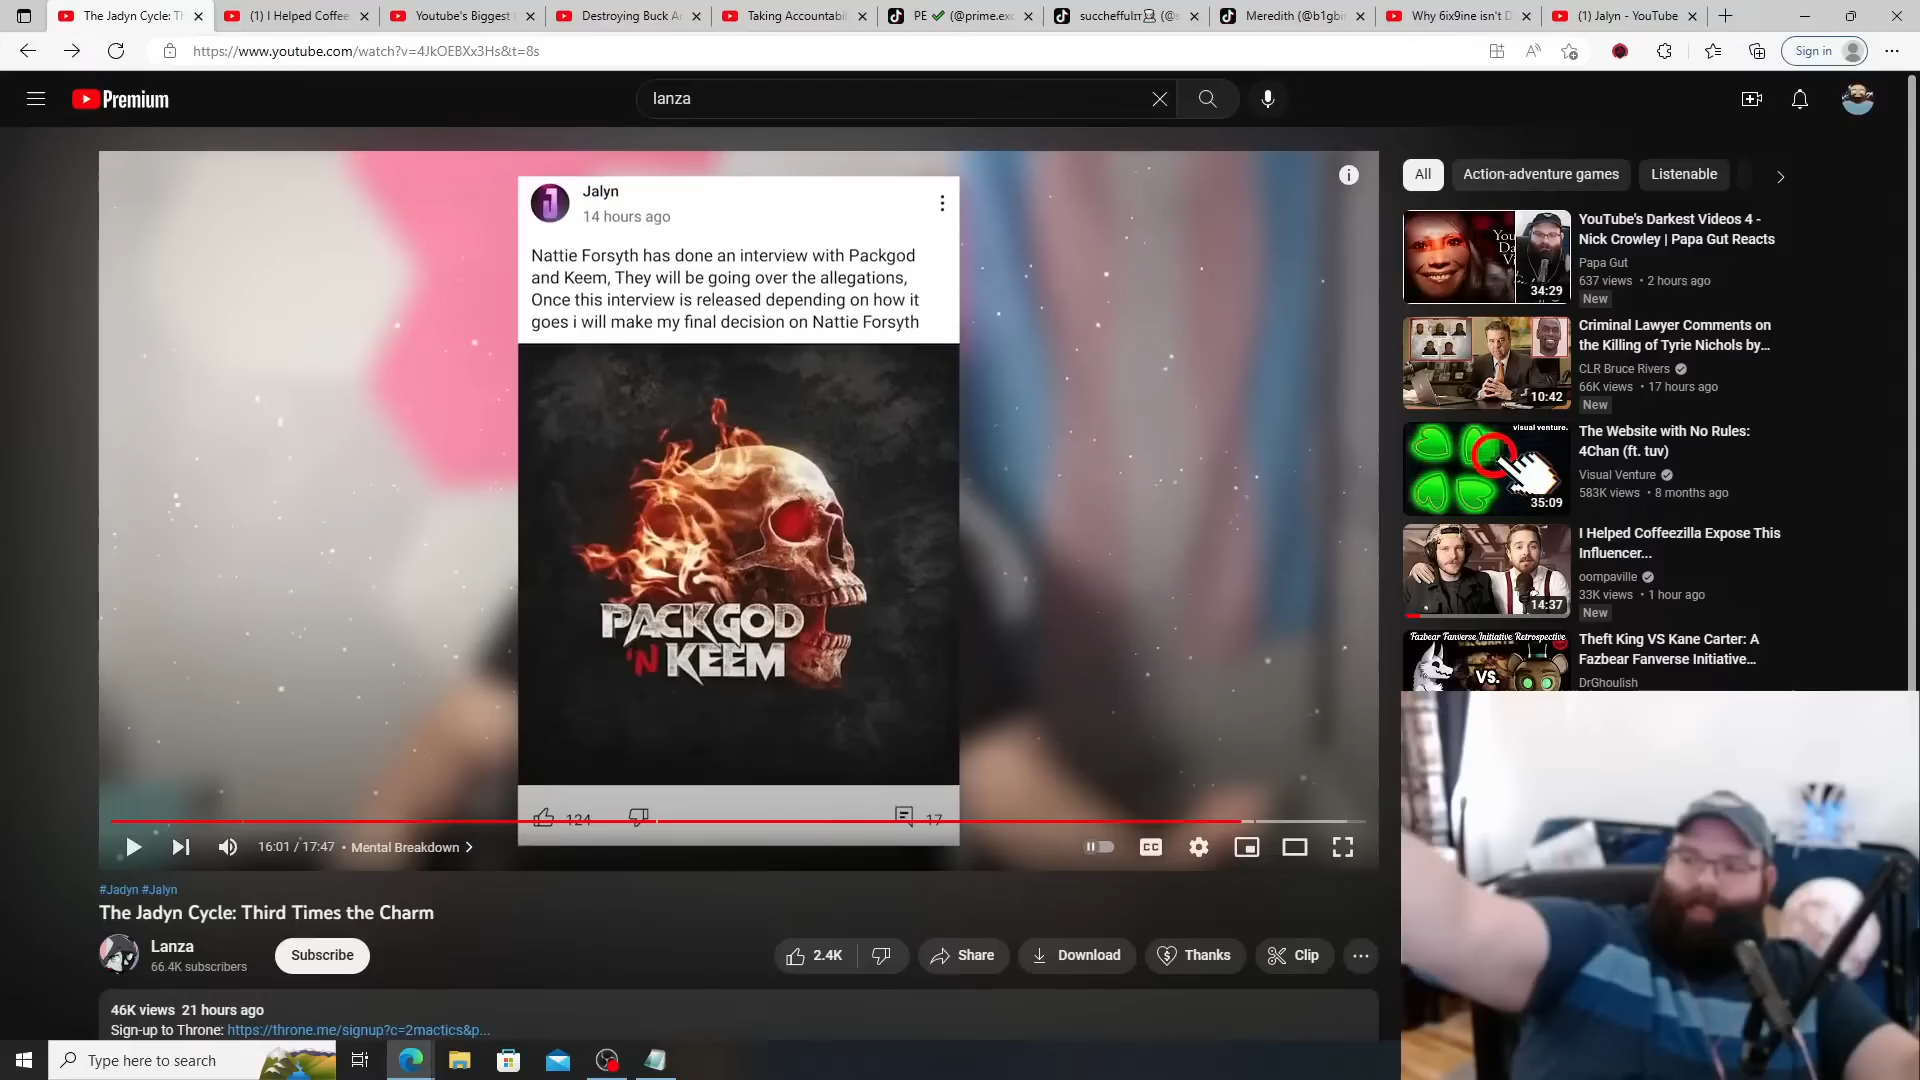 The Jadyn Cycle: Th
(1) I Helped Coffee
Youtube's Biggest
Destroying Buck A
Taking Accountabil
PE ✔ (@prime.exc
Meredith (@b1gbi
Why 6ix9ine isn't D
(1) Jalyn - YouTube
https://www.youtube.com/watch?v=4JkOEBXx3Hs&t=8s
Sign in
Premium
lanza
Jalyn
14 hours ago
Nattie Forsyth has done an interview with Packgod
and Keem, They will be going over the allegations,
Once this interview is released depending on how it
goes i will make my final decision on Nattie Forsyth
PACKGOD
'N KEEM
124
17
16:01 / 17:47 • Mental Breakdown
CC
#Jadyn #Jalyn
The Jadyn Cycle: Third Times the Charm
Lanza
66.4K subscribers
Subscribe
2.4K
Share
Download
Thanks
Clip
46K views 21 hours ago
Sign-up to Throne: https://throne.me/signup?c=2mactics&p...
All
Action-adventure games
Listenable
34:29
YouTube's Darkest Videos 4 -
Nick Crowley | Papa Gut Reacts
Papa Gut
637 views • 2 hours ago
New
10:42
Criminal Lawyer Comments on
the Killing of Tyrie Nichols by...
CLR Bruce Rivers
66K views • 17 hours ago
New
visual venture.
35:09
The Website with No Rules:
4Chan (ft. tuv)
Visual Venture
583K views • 8 months ago
14:37
I Helped Coffeezilla Expose This
Influencer...
oompaville
33K views • 1 hour ago
New
Fazbear Fanverse Initiative Retrospective
VS.
Theft King VS Kane Carter: A
Fazbear Fanverse Initiative...
DrGhoulish
Type here to search